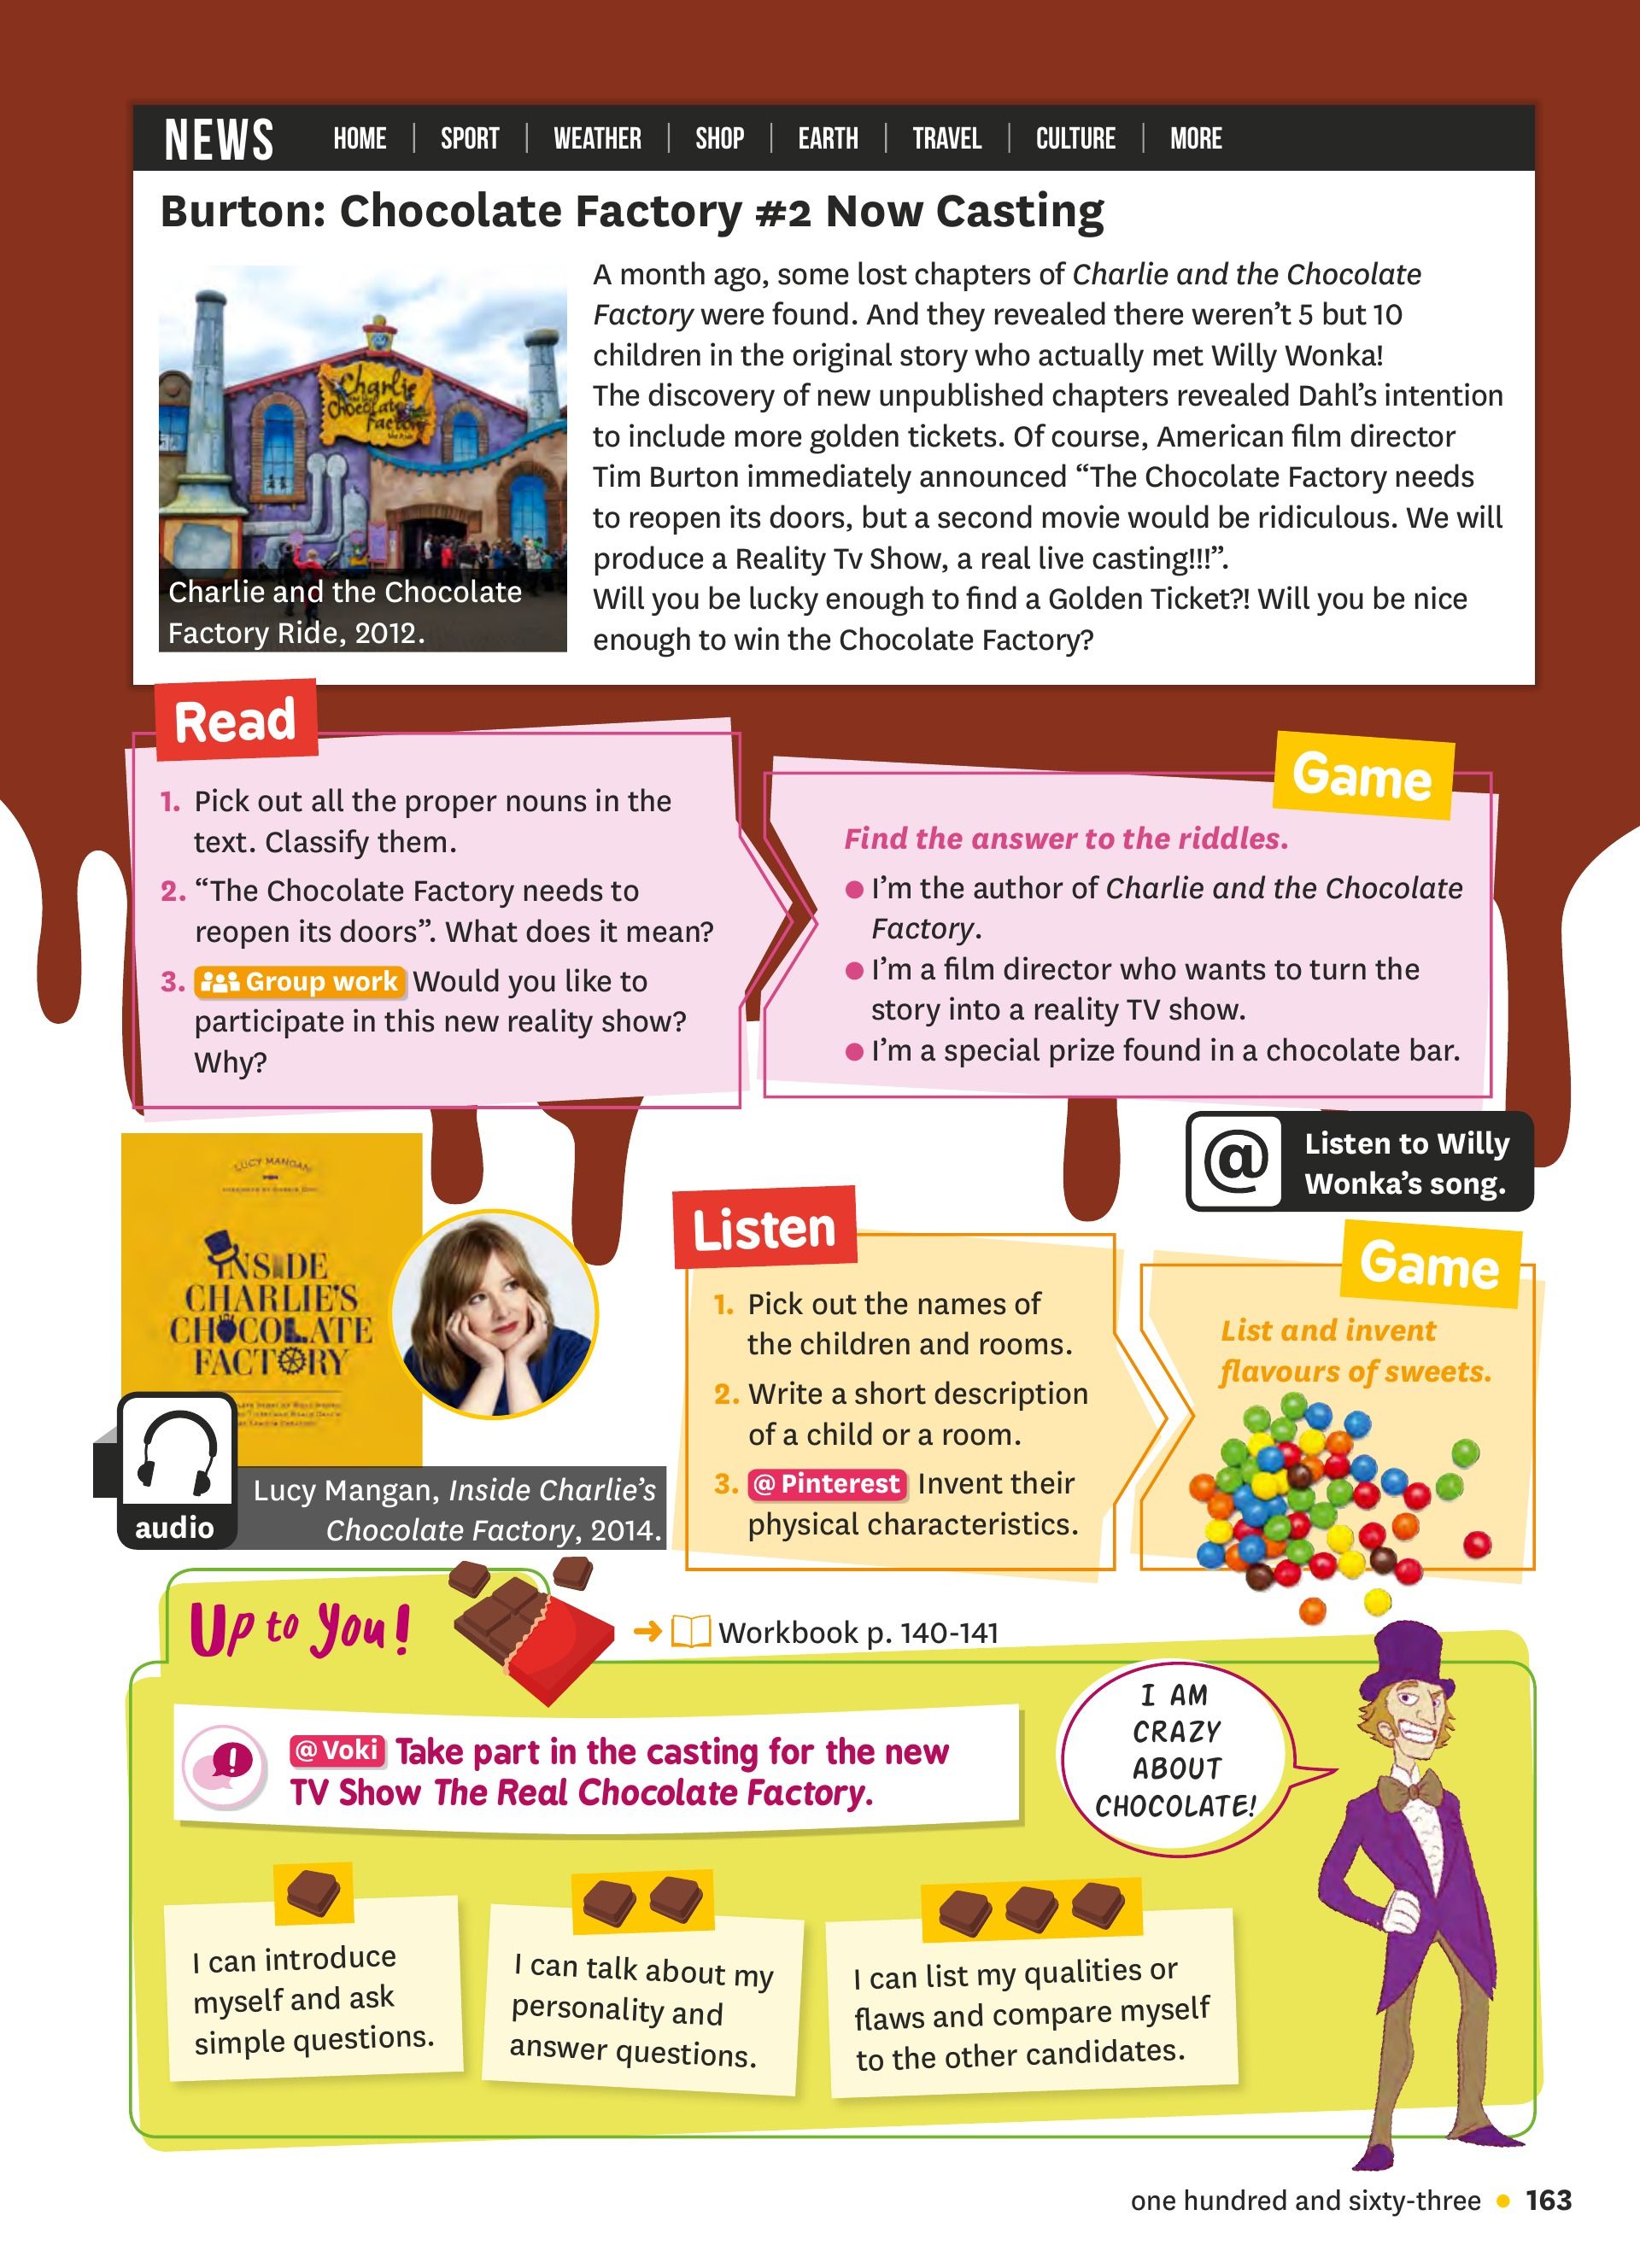 NEWS HOME | SPORT | WEATHER | SHOP | EARTH | TRAVEL | CULTURE | MORE
Burton: Chocolate Factory #2 Now Casting
Charlie
and the
Chocolate
Factory
Charlie and the Chocolate
Factory Ride, 2012.
A month ago, some lost chapters of Charlie and the Chocolate
Factory were found. And they revealed there weren’t 5 but 10
children in the original story who actually met Willy Wonka!
The discovery of new unpublished chapters revealed Dahl’s intention
to include more golden tickets. Of course, American film director
Tim Burton immediately announced “The Chocolate Factory needs
to reopen its doors, but a second movie would be ridiculous. We will
produce a Reality Tv Show, a real live casting!!!”.
Will you be lucky enough to find a Golden Ticket?! Will you be nice
enough to win the Chocolate Factory?
Read
1. Pick out all the proper nouns in the
text. Classify them.
2. “The Chocolate Factory needs to
reopen its doors”. What does it mean?
3. Group work Would you like to
participate in this new reality show?
Why?
Game
Find the answer to the riddles.
● I’m the author of Charlie and the Chocolate
Factory.
● I’m a film director who wants to turn the
story into a reality TV show.
● I’m a special prize found in a chocolate bar.
@ Listen to Willy
Wonka’s song.
LUCY MANGAN
INSIDE
CHARLIE'S
CHOCOLATE
FACTORY
audio
Lucy Mangan, Inside Charlie’s
Chocolate Factory, 2014.
Listen
1. Pick out the names of
the children and rooms.
2. Write a short description
of a child or a room.
3. @ Pinterest Invent their
physical characteristics.
Game
List and invent
flavours of sweets.
Up to You!
➜ Workbook p. 140-141
! @ Voki Take part in the casting for the new
TV Show The Real Chocolate Factory.
I AM
CRAZY
ABOUT
CHOCOLATE!
I can introduce
myself and ask
simple questions.
I can talk about my
personality and
answer questions.
I can list my qualities or
flaws and compare myself
to the other candidates.
one hundred and sixty-three ● 163